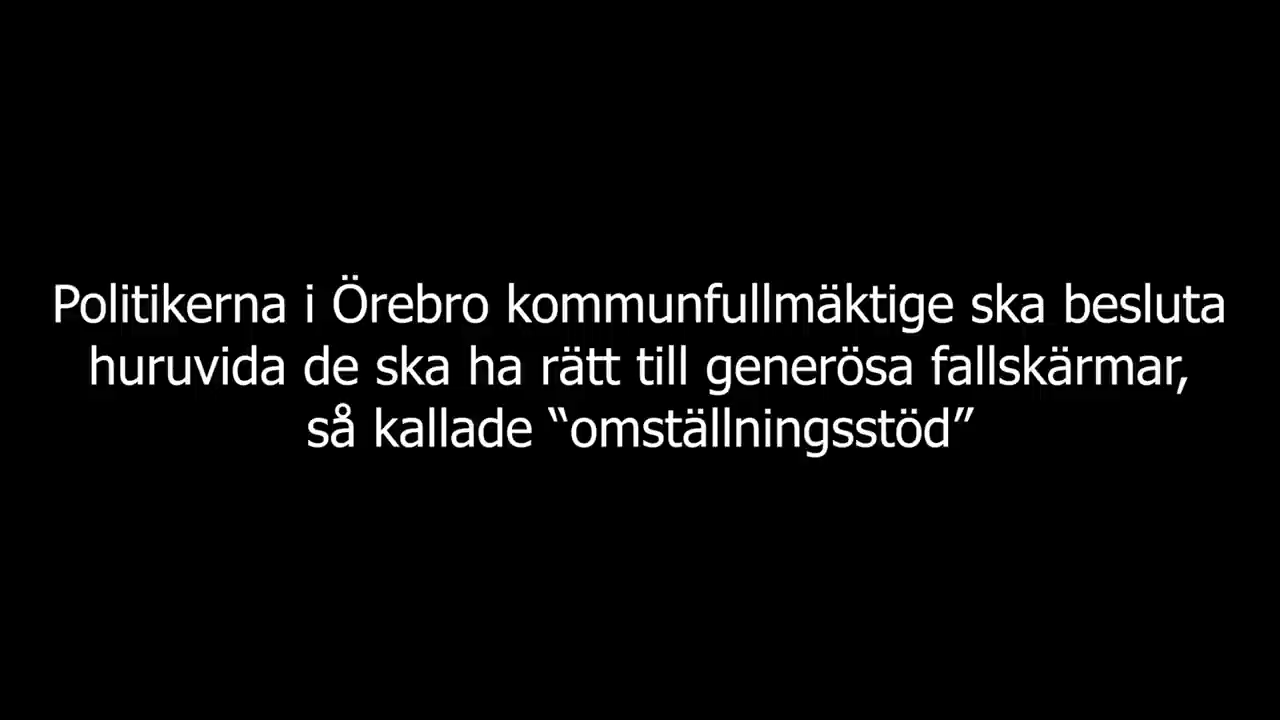 Politikerna i Örebro kommunfullmäktige ska besluta
huruvida de ska ha rätt till generösa fallskärmar,
så kallade “omställningsstöd”